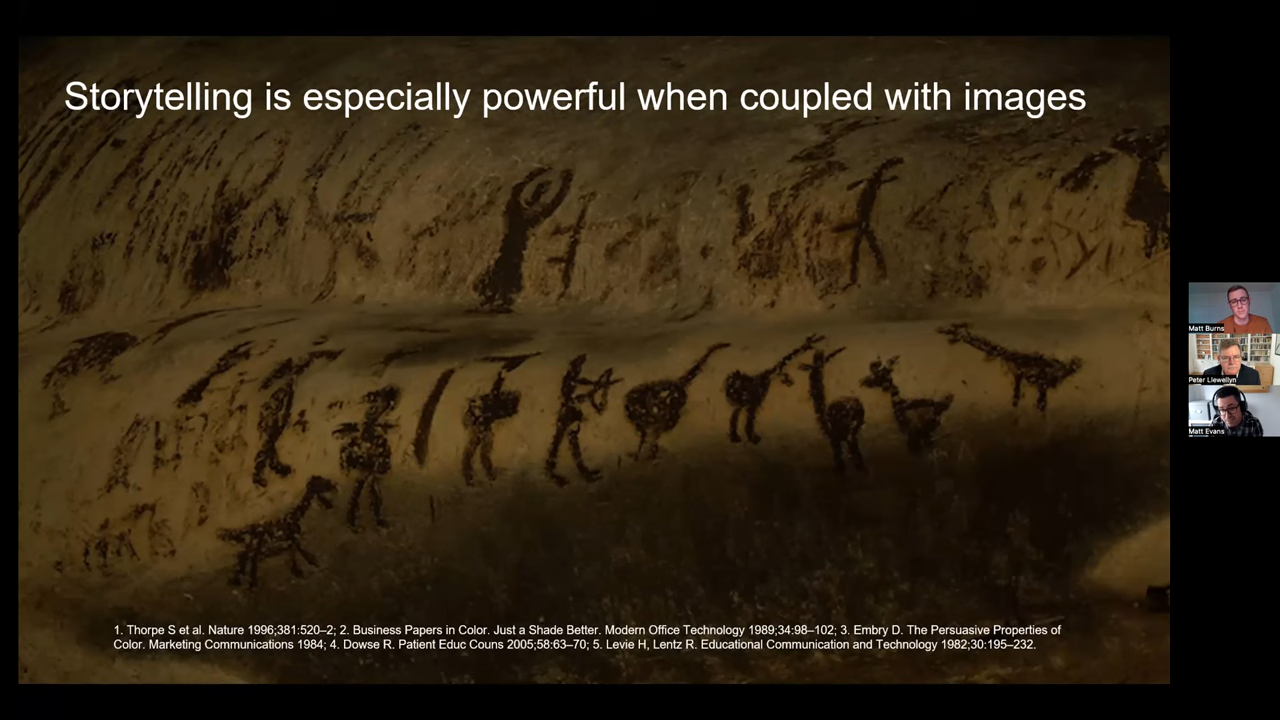 Storytelling is especially powerful when coupled with images
Matt Burns
Peter Llewellyn
Matt Evans
1. Thorpe S et al. Nature 1996;381:520–2; 2. Business Papers in Color. Just a Shade Better. Modern Office Technology 1989;34:98–102; 3. Embry D. The Persuasive Properties of
Color. Marketing Communications 1984; 4. Dowse R. Patient Educ Couns 2005;58:63–70; 5. Levie H, Lentz R. Educational Communication and Technology 1982;30:195–232.